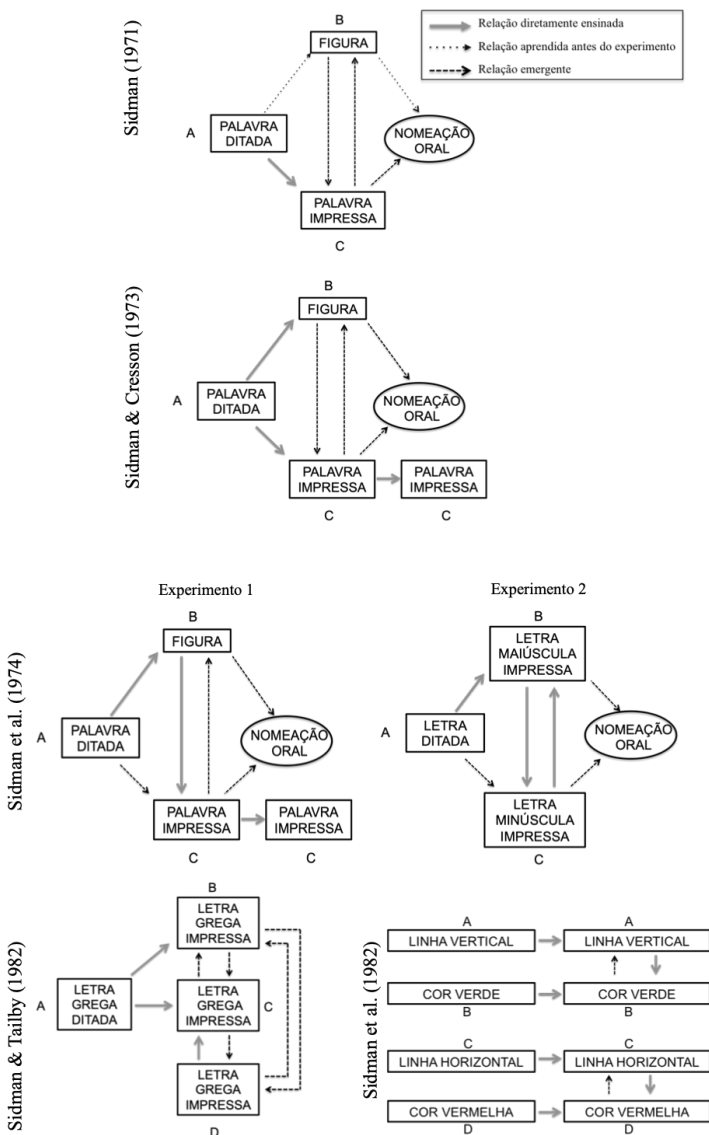 Sidman (1971)
B
FIGURA
A
PALAVRA
DITADA
NOMEAÇÃO
ORAL
PALAVRA
IMPRESSA
C
Relação diretamente ensinada
Relação aprendida antes do experimento
Relação emergente
Sidman & Cresson (1973)
B
FIGURA
A
PALAVRA
DITADA
NOMEAÇÃO
ORAL
PALAVRA
IMPRESSA
C
PALAVRA
IMPRESSA
C
Sidman et al. (1974)
Experimento 1
B
FIGURA
A
PALAVRA
DITADA
NOMEAÇÃO
ORAL
PALAVRA
IMPRESSA
C
PALAVRA
IMPRESSA
C
Experimento 2
B
LETRA
MAIÚSCULA
IMPRESSA
A
LETRA
DITADA
NOMEAÇÃO
ORAL
LETRA
MINÚSCULA
IMPRESSA
C
Sidman & Tailby (1982)
B
LETRA
GREGA
IMPRESSA
A
LETRA
GREGA
DITADA
LETRA
GREGA
IMPRESSA
C
LETRA
GREGA
IMPRESSA
D
Sidman et al. (1982)
A
LINHA VERTICAL
A
LINHA VERTICAL
COR VERDE
B
COR VERDE
B
C
LINHA HORIZONTAL
C
LINHA HORIZONTAL
COR VERMELHA
D
COR VERMELHA
D